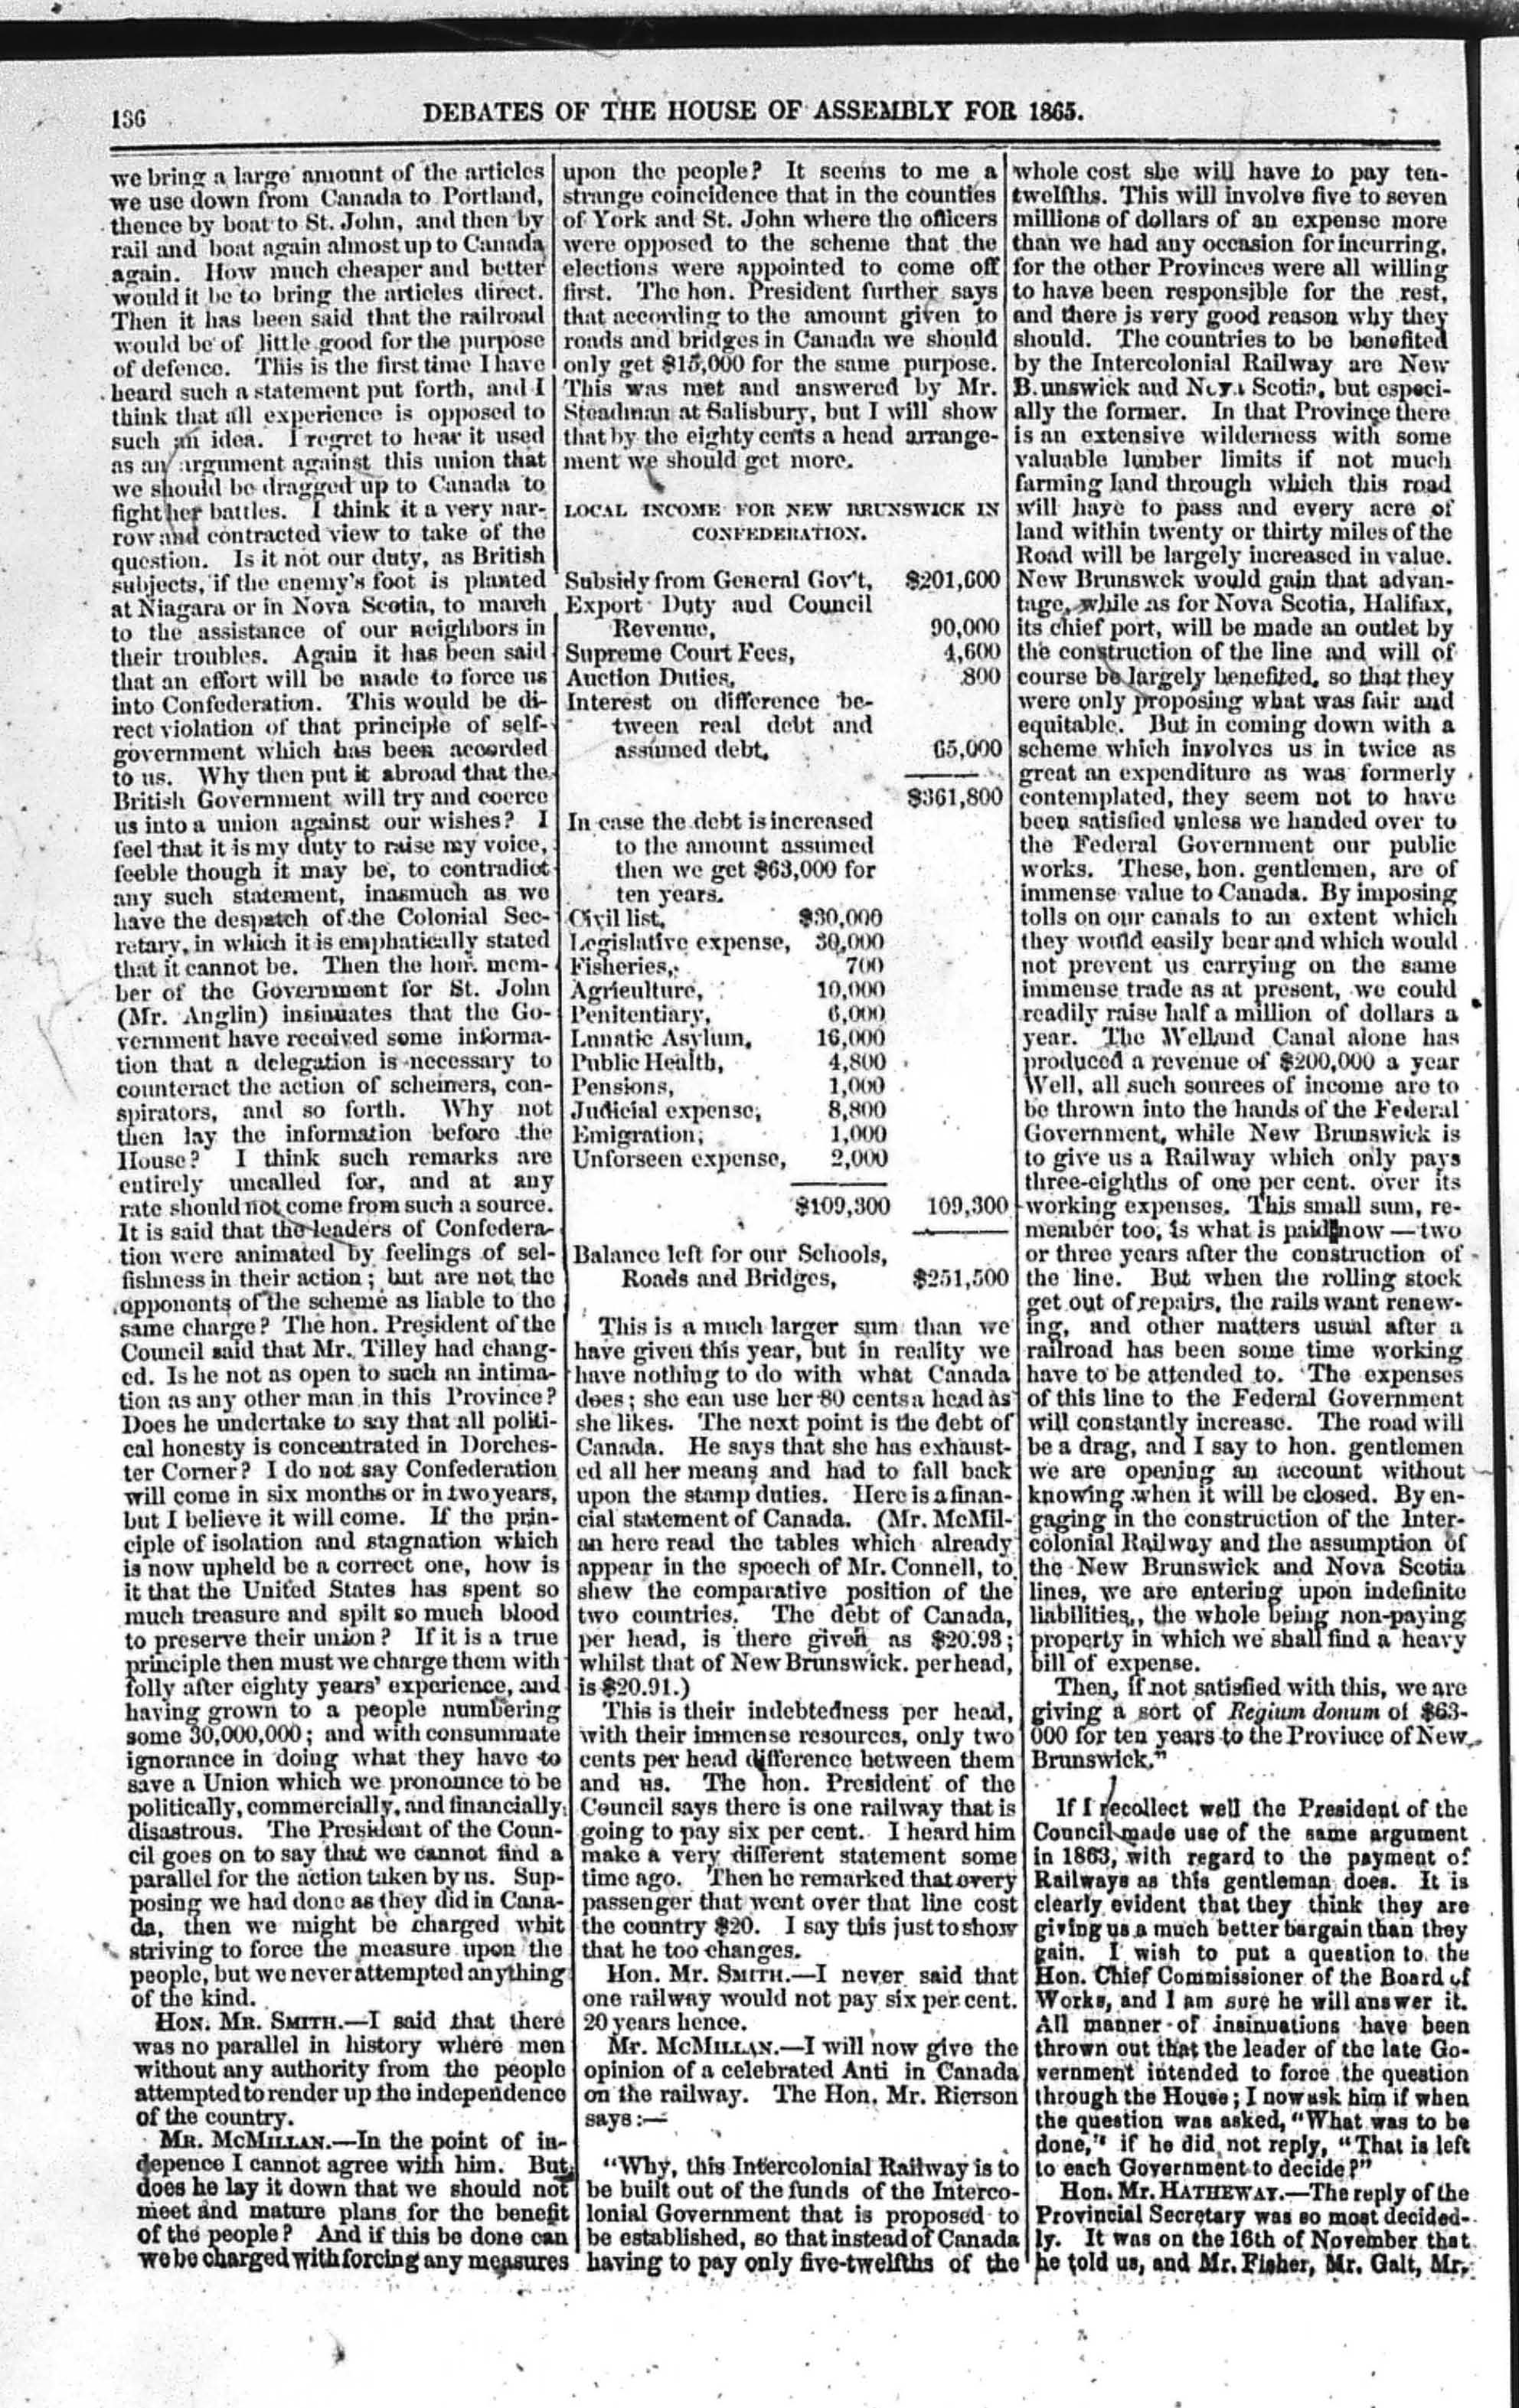 136
DEBATES OF THE HOUSE OF ASSEMBLY FOR 1865.
we bring a large amount of the articles
we use down from Canada to Portland,
thence by boat to St. John, and then by
rail and boat again almost up to Canada
again. How much cheaper and better
would it be to bring the articles direct.
Then it has been said that the railroad
would be of little good for the purpose
of defence. This is the first time I have
heard such a statement put forth, and I
think that all experience is opposed to
such an idea. I regret to hear it used
as an argument against this union that
we should be dragged up to Canada to
fight her battles. I think it a very nar-
row and contracted view to take of the
question. Is it not our duty, as British
subjects, if the enemy's foot is planted
at Niagara or in Nova Scotia, to march
to the assistance of our neighbors in
their troubles. Again it has been said
that an effort will be made to force us
into Confederation. This would be di-
rect violation of that principle of self-
government which has been accorded
to us. Why then put it abroad that the
British Government will try and coerce
us into a union against our wishes? I
feel that it is my duty to raise my voice,
feeble though it may be, to contradict
any such statement, inasmuch as we
have the despatch of the Colonial Sec-
retary, in which it is emphatically stated
that it cannot be. Then the hon. mem-
ber of the Government for St. John
(Mr. Anglin) insinuates that the Go-
vernment have received some informa-
tion that a delegation is necessary to
counteract the action of schemers, con-
spirators, and so forth. Why not
then lay the information before the
House? I think such remarks are
entirely uncalled for, and at any
rate should not come from such a source.
It is said that the leaders of Confedera-
tion were animated by feelings of sel-
fishness in their action; but are not the
opponents of the scheme as liable to the
same charge? The hon. President of the
Council said that Mr. Tilley had chang-
ed. Is he not as open to such an intima-
tion as any other man in this Province?
Does he undertake to say that all politi-
cal honesty is concentrated in Dorches-
ter Corner? I do not say Confederation
will come in six months or in two years,
but I believe it will come. If the prin-
ciple of isolation and stagnation which
is now upheld be a correct one, how is
it that the United States has spent so
much treasure and spilt so much blood
to preserve their union? If it is a true
principle then must we charge them with
folly after eighty years' experience, and
having grown to a people numbering
some 30,000,000; and with consummate
ignorance in doing what they have to
save a Union which we pronounce to be
politically, commercially, and financially,
disastrous. The President of the Coun-
cil goes on to say that we cannot find a
parallel for the action taken by us. Sup-
posing we had done as they did in Cana-
da, then we might be charged whit
striving to force the measure upon the
people, but we never attempted anything
of the kind.
HON. MR. SMITH.—I said that there
was no parallel in history where men
without any authority from the people
attempted to render up the independence
of the country.
MR. MCMILLAN.—In the point of in-
depence I cannot agree with him. But
does he lay it down that we should not
meet and mature plans for the benefit
of the people? And if this be done can
we be charged with forcing any measures
upon the people? It seems to me a
strange coincidence that in the counties
of York and St. John where the officers
were opposed to the scheme that the
elections were appointed to come off
first. The hon. President further says
that according to the amount given to
roads and bridges in Canada we should
only get $15,000 for the same purpose.
This was met and answered by Mr.
Steadman at Salisbury, but I will show
that by the eighty cents a head arrange-
ment we should get more.
LOCAL INCOME FOR NEW BRUNSWICK IN
CONFEDERATION.
Subsidy from General Gov't, $201,600
Export Duty and Council
Revenue, 90,000
Supreme Court Fees, 4,600
Auction Duties, 800
Interest on difference be-
tween real debt and
assumed debt, 65,000
$361,800
In case the debt is increased
to the amount assumed
then we get $63,000 for
ten years.
Civil list, $30,000
Legislative expense, 30,000
Fisheries, 700
Agriculture, 10,000
Penitentiary, 6,000
Lunatic Asylum, 16,000
Public Health, 4,800
Pensions, 1,000
Judicial expense, 8,800
Emigration, 1,000
Unforseen expense, 2,000
$109,300 109,300
Balance left for our Schools,
Roads and Bridges, $251,500
This is a much larger sum than we
have given this year, but in reality we
have nothing to do with what Canada
does; she can use her 80 cents a head as
she likes. The next point is the debt of
Canada. He says that she has exhaust-
ed all her means and had to fall back
upon the stamp duties. Here is a finan-
cial statement of Canada. (Mr. McMil-
an here read the tables which already
appear in the speech of Mr. Connell, to
shew the comparative position of the
two countries. The debt of Canada,
per head, is there given as $20.93;
whilst that of New Brunswick. per head,
is $20.91.)
This is their indebtedness per head,
with their immense resources, only two
cents per head difference between them
and us. The hon. President of the
Council says there is one railway that is
going to pay six per cent. I heard him
make a very different statement some
time ago. Then he remarked that every
passenger that went over that line cost
the country $20. I say this just to show
that he too changes.
Hon. Mr. SMITH.—I never said that
one railway would not pay six per cent.
20 years hence.
Mr. MCMILLAN.—I will now give the
opinion of a celebrated Anti in Canada
on the railway. The Hon. Mr. Rierson
says:—
"Why, this Intercolonial Railway is to
be built out of the funds of the Interco-
lonial Government that is proposed to
be established, so that instead of Canada
having to pay only five-twelfths of the
whole cost she will have to pay ten-
twelfths. This will involve five to seven
millions of dollars of an expense more
than we had any occasion for incurring,
for the other Provinces were all willing
to have been responsible for the rest,
and there is very good reason why they
should. The countries to be benefited
by the Intercolonial Railway are New
B.unswick and Nova Scotia, but especi-
ally the former. In that Province there
is an extensive wilderness with some
valuable lumber limits if not much
farming land through which this road
will have to pass and every acre of
land within twenty or thirty miles of the
Road will be largely increased in value.
New Brunswck would gain that advan-
tage, while as for Nova Scotia, Halifax,
its chief port, will be made an outlet by
the construction of the line and will of
course be largely benefited, so that they
were only proposing what was fair and
equitable. But in coming down with a
scheme which involves us in twice as
great an expenditure as was formerly
contemplated, they seem not to have
been satisfied unless we handed over to
the Federal Government our public
works. These, hon. gentlemen, are of
immense value to Canada. By imposing
tolls on our canals to an extent which
they would easily bear and which would
not prevent us carrying on the same
immense trade as at present, we could
readily raise half a million of dollars a
year. The Welland Canal alone has
produced a revenue of $200,000 a year
Well, all such sources of income are to
be thrown into the hands of the Federal
Government, while New Brunswick is
to give us a Railway which only pays
three-eighths of one per cent. over its
working expenses. This small sum, re-
member too, is what is paid now—two
or three years after the construction of
the line. But when the rolling stock
get out of repairs, the rails want renew-
ing, and other matters usual after a
railroad has been some time working
have to be attended to. The expenses
of this line to the Federal Government
will constantly increase. The road will
be a drag, and I say to hon. gentlemen
we are opening an account without
knowing when it will be closed. By en-
gaging in the construction of the Inter-
colonial Railway and the assumption of
the New Brunswick and Nova Scotia
lines, we are entering upon indefinite
liabilities,, the whole being non-paying
property in which we shall find a heavy
bill of expense.
Then, if not satisfied with this, we are
giving a sort of Regium donum of $63-
000 for ten years to the Province of New
Brunswick."
If I recollect well the President of the
Council made use of the same argument
in 1863, with regard to the payment of
Railways as this gentleman does. It is
clearly evident that they think they are
giving us a much better bargain than they
gain. I wish to put a question to the
Hon. Chief Commissioner of the Board of
Works, and I am sure he will answer it.
All manner of insinuations have been
thrown out that the leader of the late Go-
vernment intended to force the question
through the House; I now ask him if when
the question was asked, "What was to be
done," if he did not reply, "That is left
to each Government to decide?"
Hon. Mr. HATHEWAY.—The reply of the
Provincial Secretary was so most decided-
ly. It was on the 16th of November that
he told us, and Mr. Fisher, Mr. Galt, Mr.